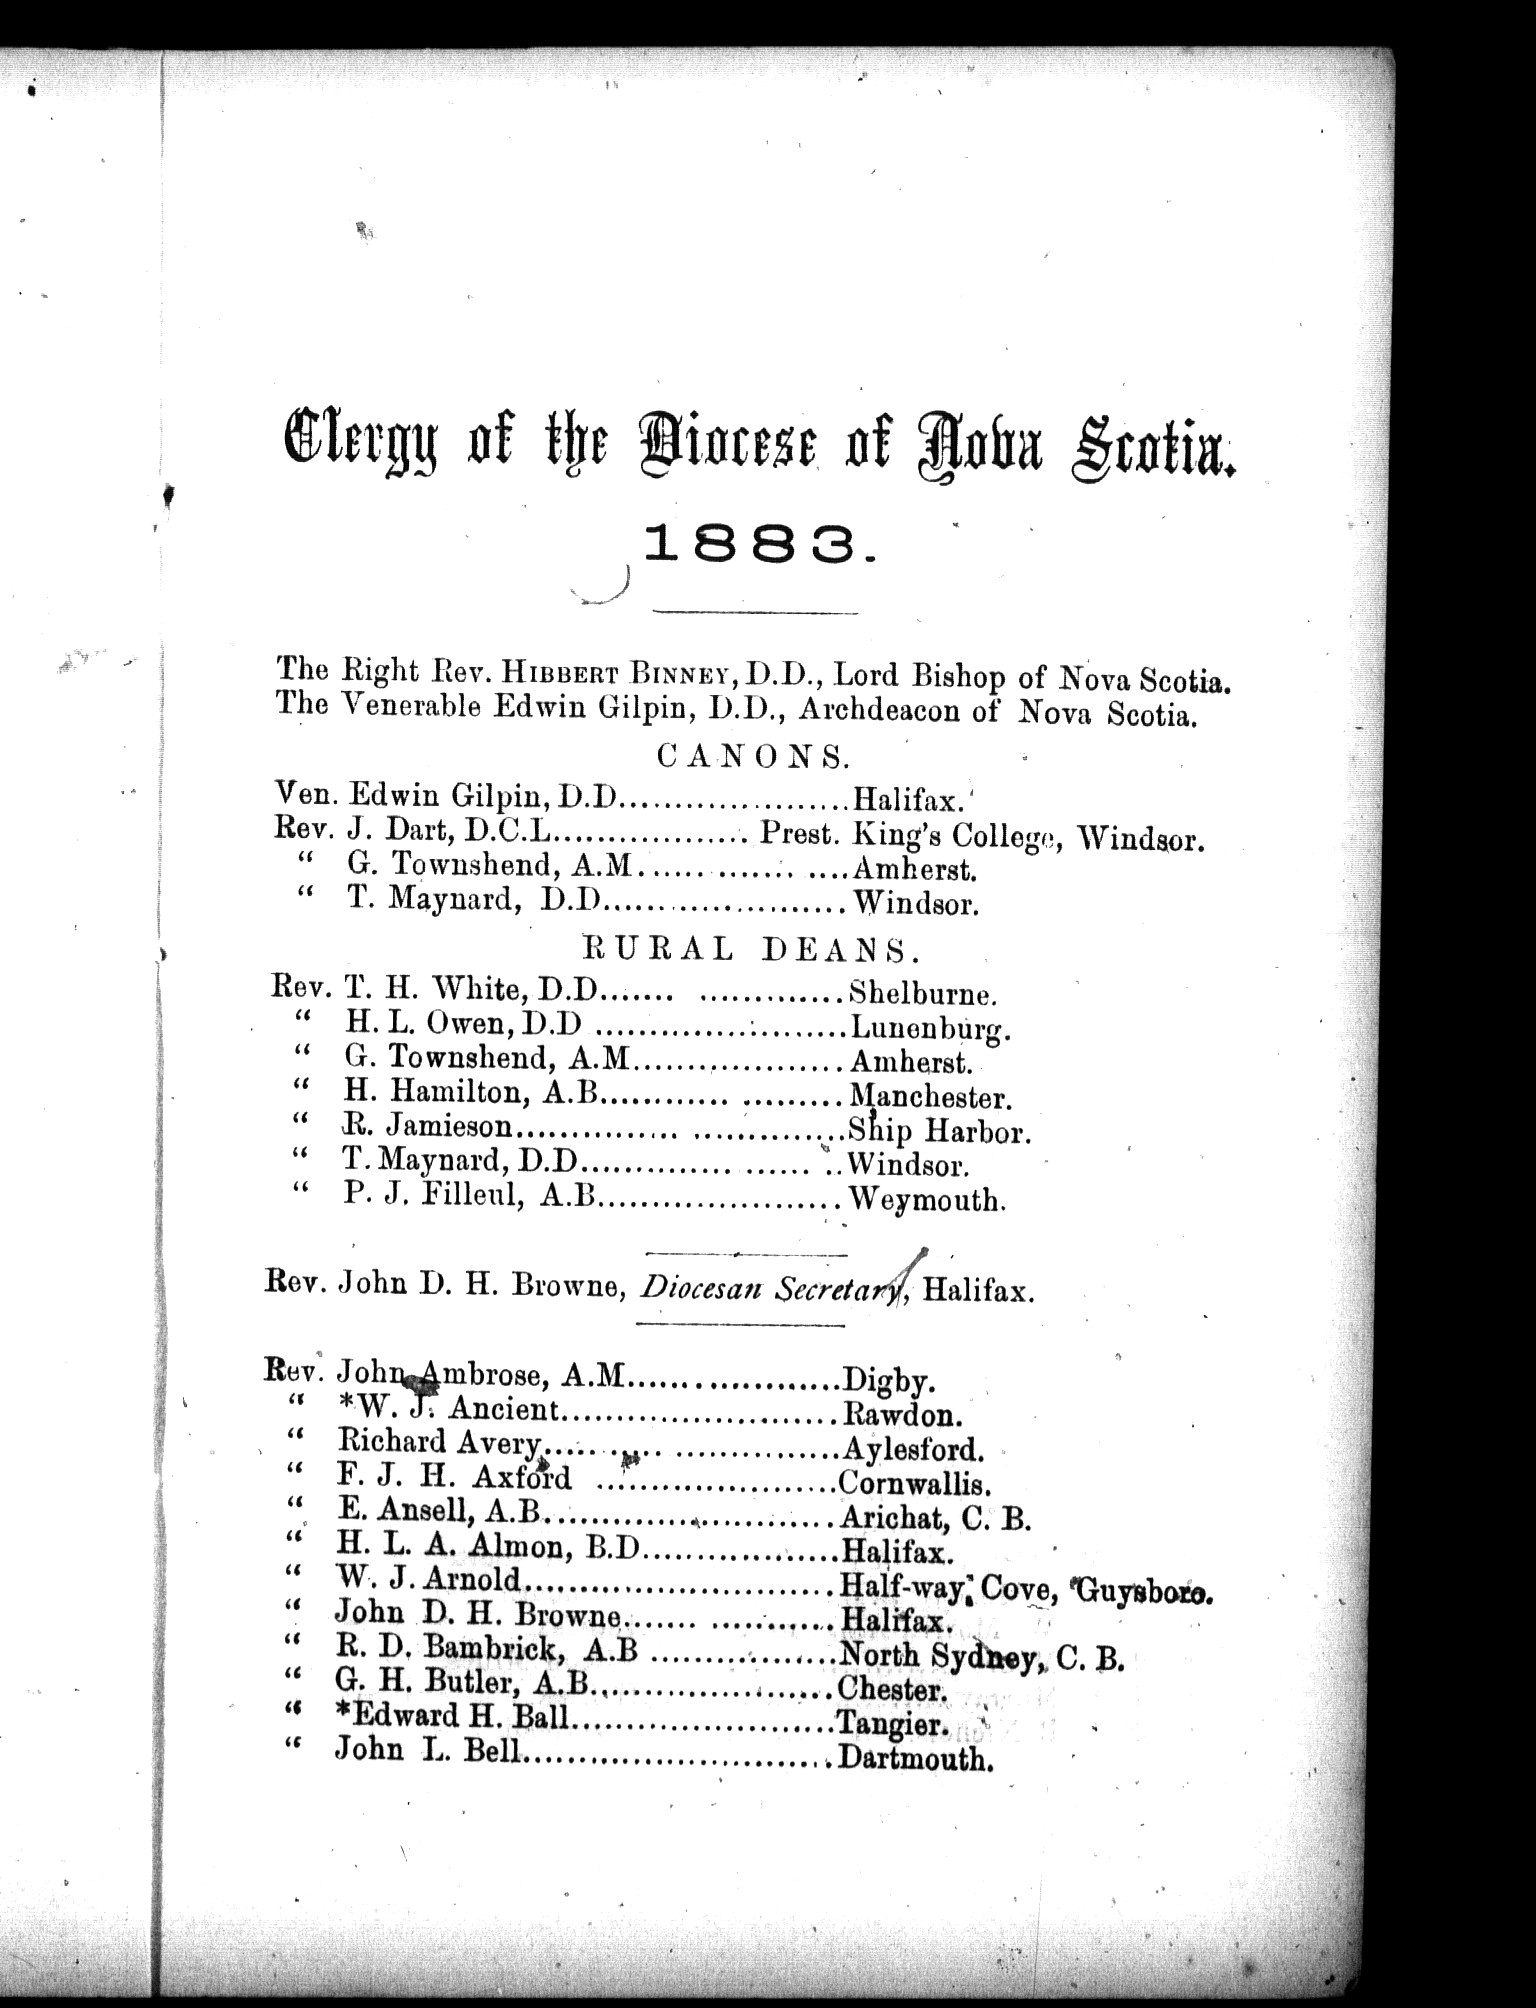 Clergy of the Diocese of Nova Scotia.
1883.
The Right Rev. HIBBERT BINNEY, D.D., Lord Bishop of Nova Scotia.
The Venerable Edwin Gilpin, D.D., Archdeacon of Nova Scotia.
CANONS.
Ven. Edwin Gilpin, D.D.....................Halifax.
Rev. J. Dart, D.C.L.................. Prest. King's College, Windsor.
" G. Townshend, A.M....... ....... ....Amherst.
" T. Maynard, D.D.......................Windsor.
RURAL DEANS.
Rev. T. H. White, D.D....... .............Shelburne.
" H. L. Owen, D.D .......................Lunenburg.
" G. Townshend, A.M...................Amherst.
" H. Hamilton, A.B............ .........Manchester.
" R. Jamieson............... ..............Ship Harbor.
" T. Maynard, D.D.............. ...... ..Windsor.
" P. J. Filleul, A.B......................Weymouth.
Rev. John D. H. Browne, Diocesan Secretary, Halifax.
Rev. John Ambrose, A.M....................Digby.
" *W. J. Ancient.........................Rawdon.
" Richard Avery........... ...............Aylesford.
" F. J. H. Axford ......................Cornwallis.
" E. Ansell, A.B..........................Arichat, C. B.
" H. L. A. Almon, B.D..................Halifax.
" W. J. Arnold............................Half-way Cove, Guysboro.
" John D. H. Browne....... ...........Halifax.
" R. D. Bambrick, A.B .................North Sydney, C. B.
" G. H. Butler, A.B......................Chester.
" *Edward H. Ball........................Tangier.
" John L. Bell............................Dartmouth.